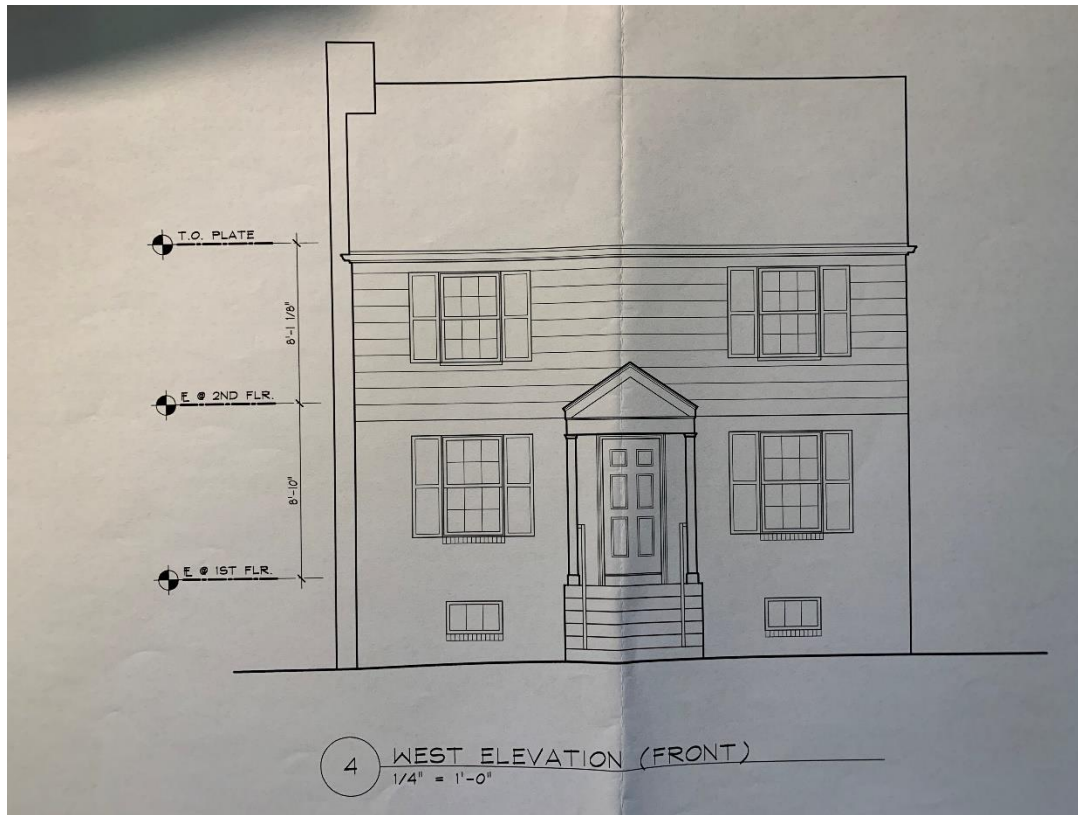 T.O. PLATE
8'-1 1/8"
E @ 2ND FLR.
8'-10"
E @ 1ST FLR.
4
WEST ELEVATION (FRONT)
1/4" = 1'-0"